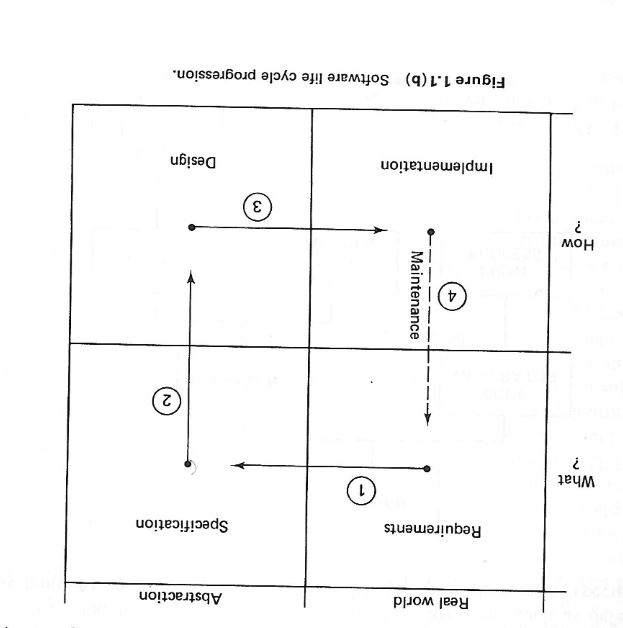 Real world Abstraction
Requirements Specification
What
?
1
2
4
Maintenance
How
?
3
Implementation Design
Figure 1.1(b) Software life cycle progression.